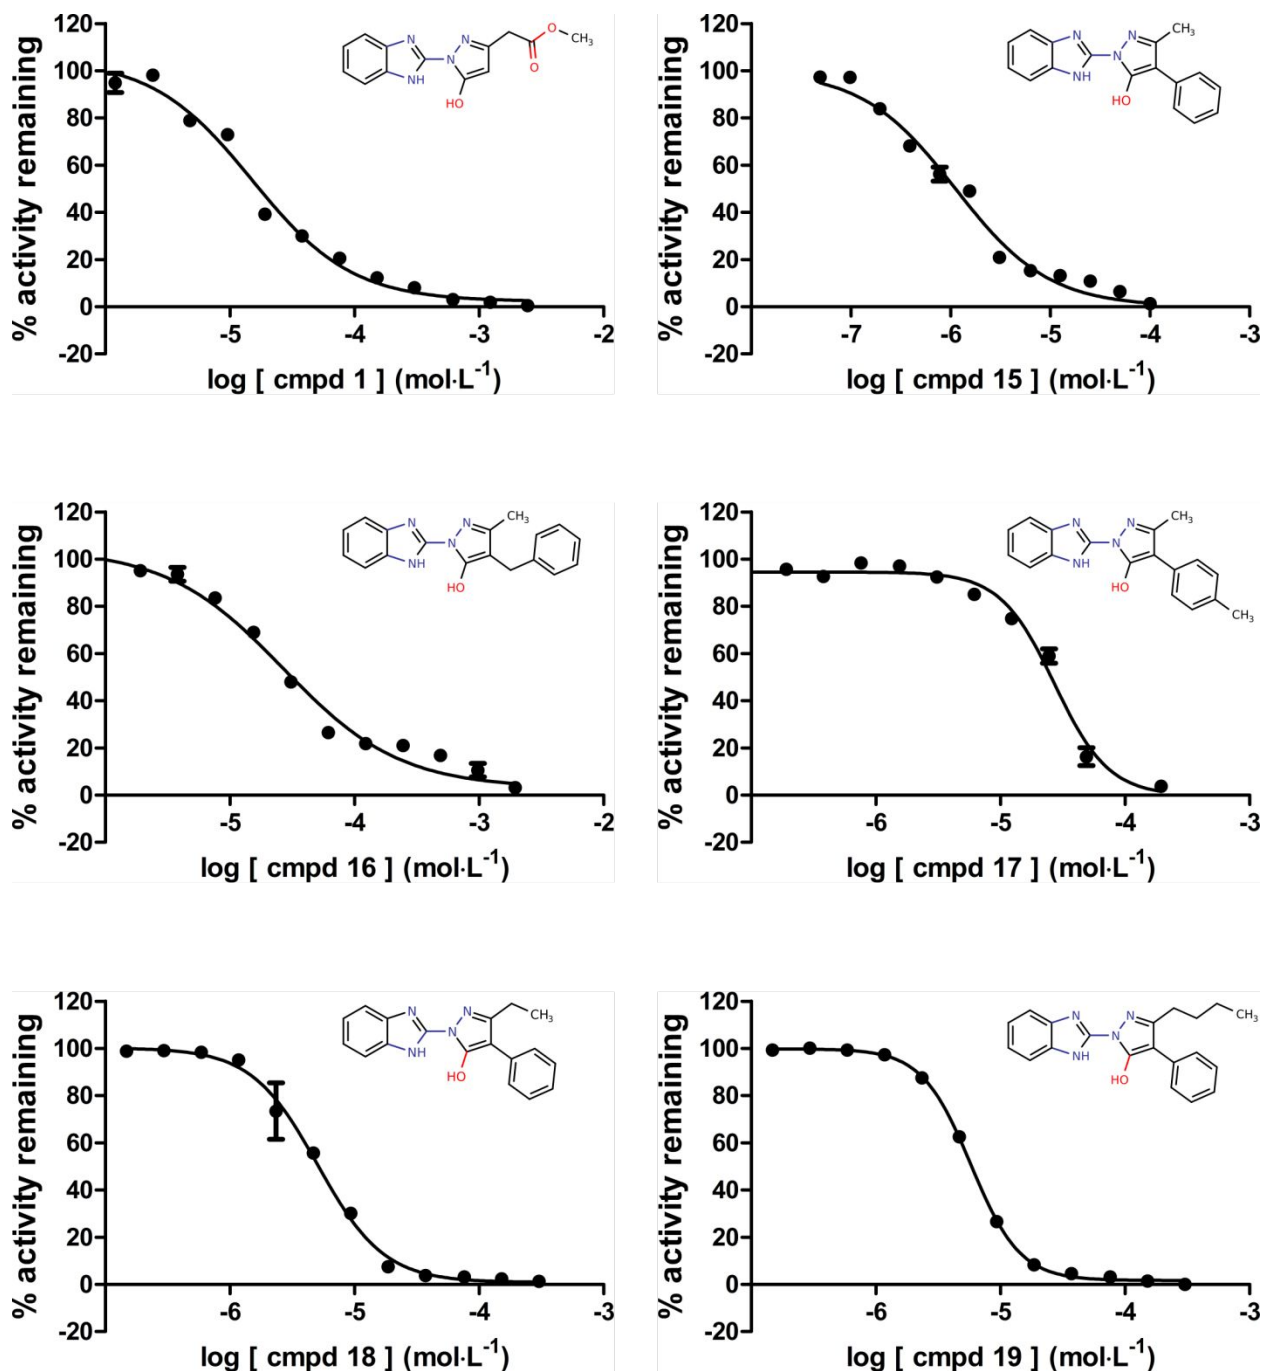 % activity remaining
120
100
80
60
40
20
0
-20
-5
-4
-3
-2
log [ cmpd 1 ] (mol·L⁻¹)
N
N
NH
N
HO
O
O
CH₃
% activity remaining
120
100
80
60
40
20
0
-20
-7
-6
-5
-4
-3
log [ cmpd 15 ] (mol·L⁻¹)
N
N
NH
N
HO
CH₃
% activity remaining
120
100
80
60
40
20
0
-20
-5
-4
-3
-2
log [ cmpd 16 ] (mol·L⁻¹)
N
N
NH
N
HO
CH₃
% activity remaining
120
100
80
60
40
20
0
-20
-6
-5
-4
-3
log [ cmpd 17 ] (mol·L⁻¹)
N
N
NH
N
HO
CH₃
CH₃
% activity remaining
120
100
80
60
40
20
0
-20
-6
-5
-4
-3
log [ cmpd 18 ] (mol·L⁻¹)
N
N
NH
N
HO
CH₃
% activity remaining
120
100
80
60
40
20
0
-20
-6
-5
-4
-3
log [ cmpd 19 ] (mol·L⁻¹)
N
N
NH
N
HO
CH₃